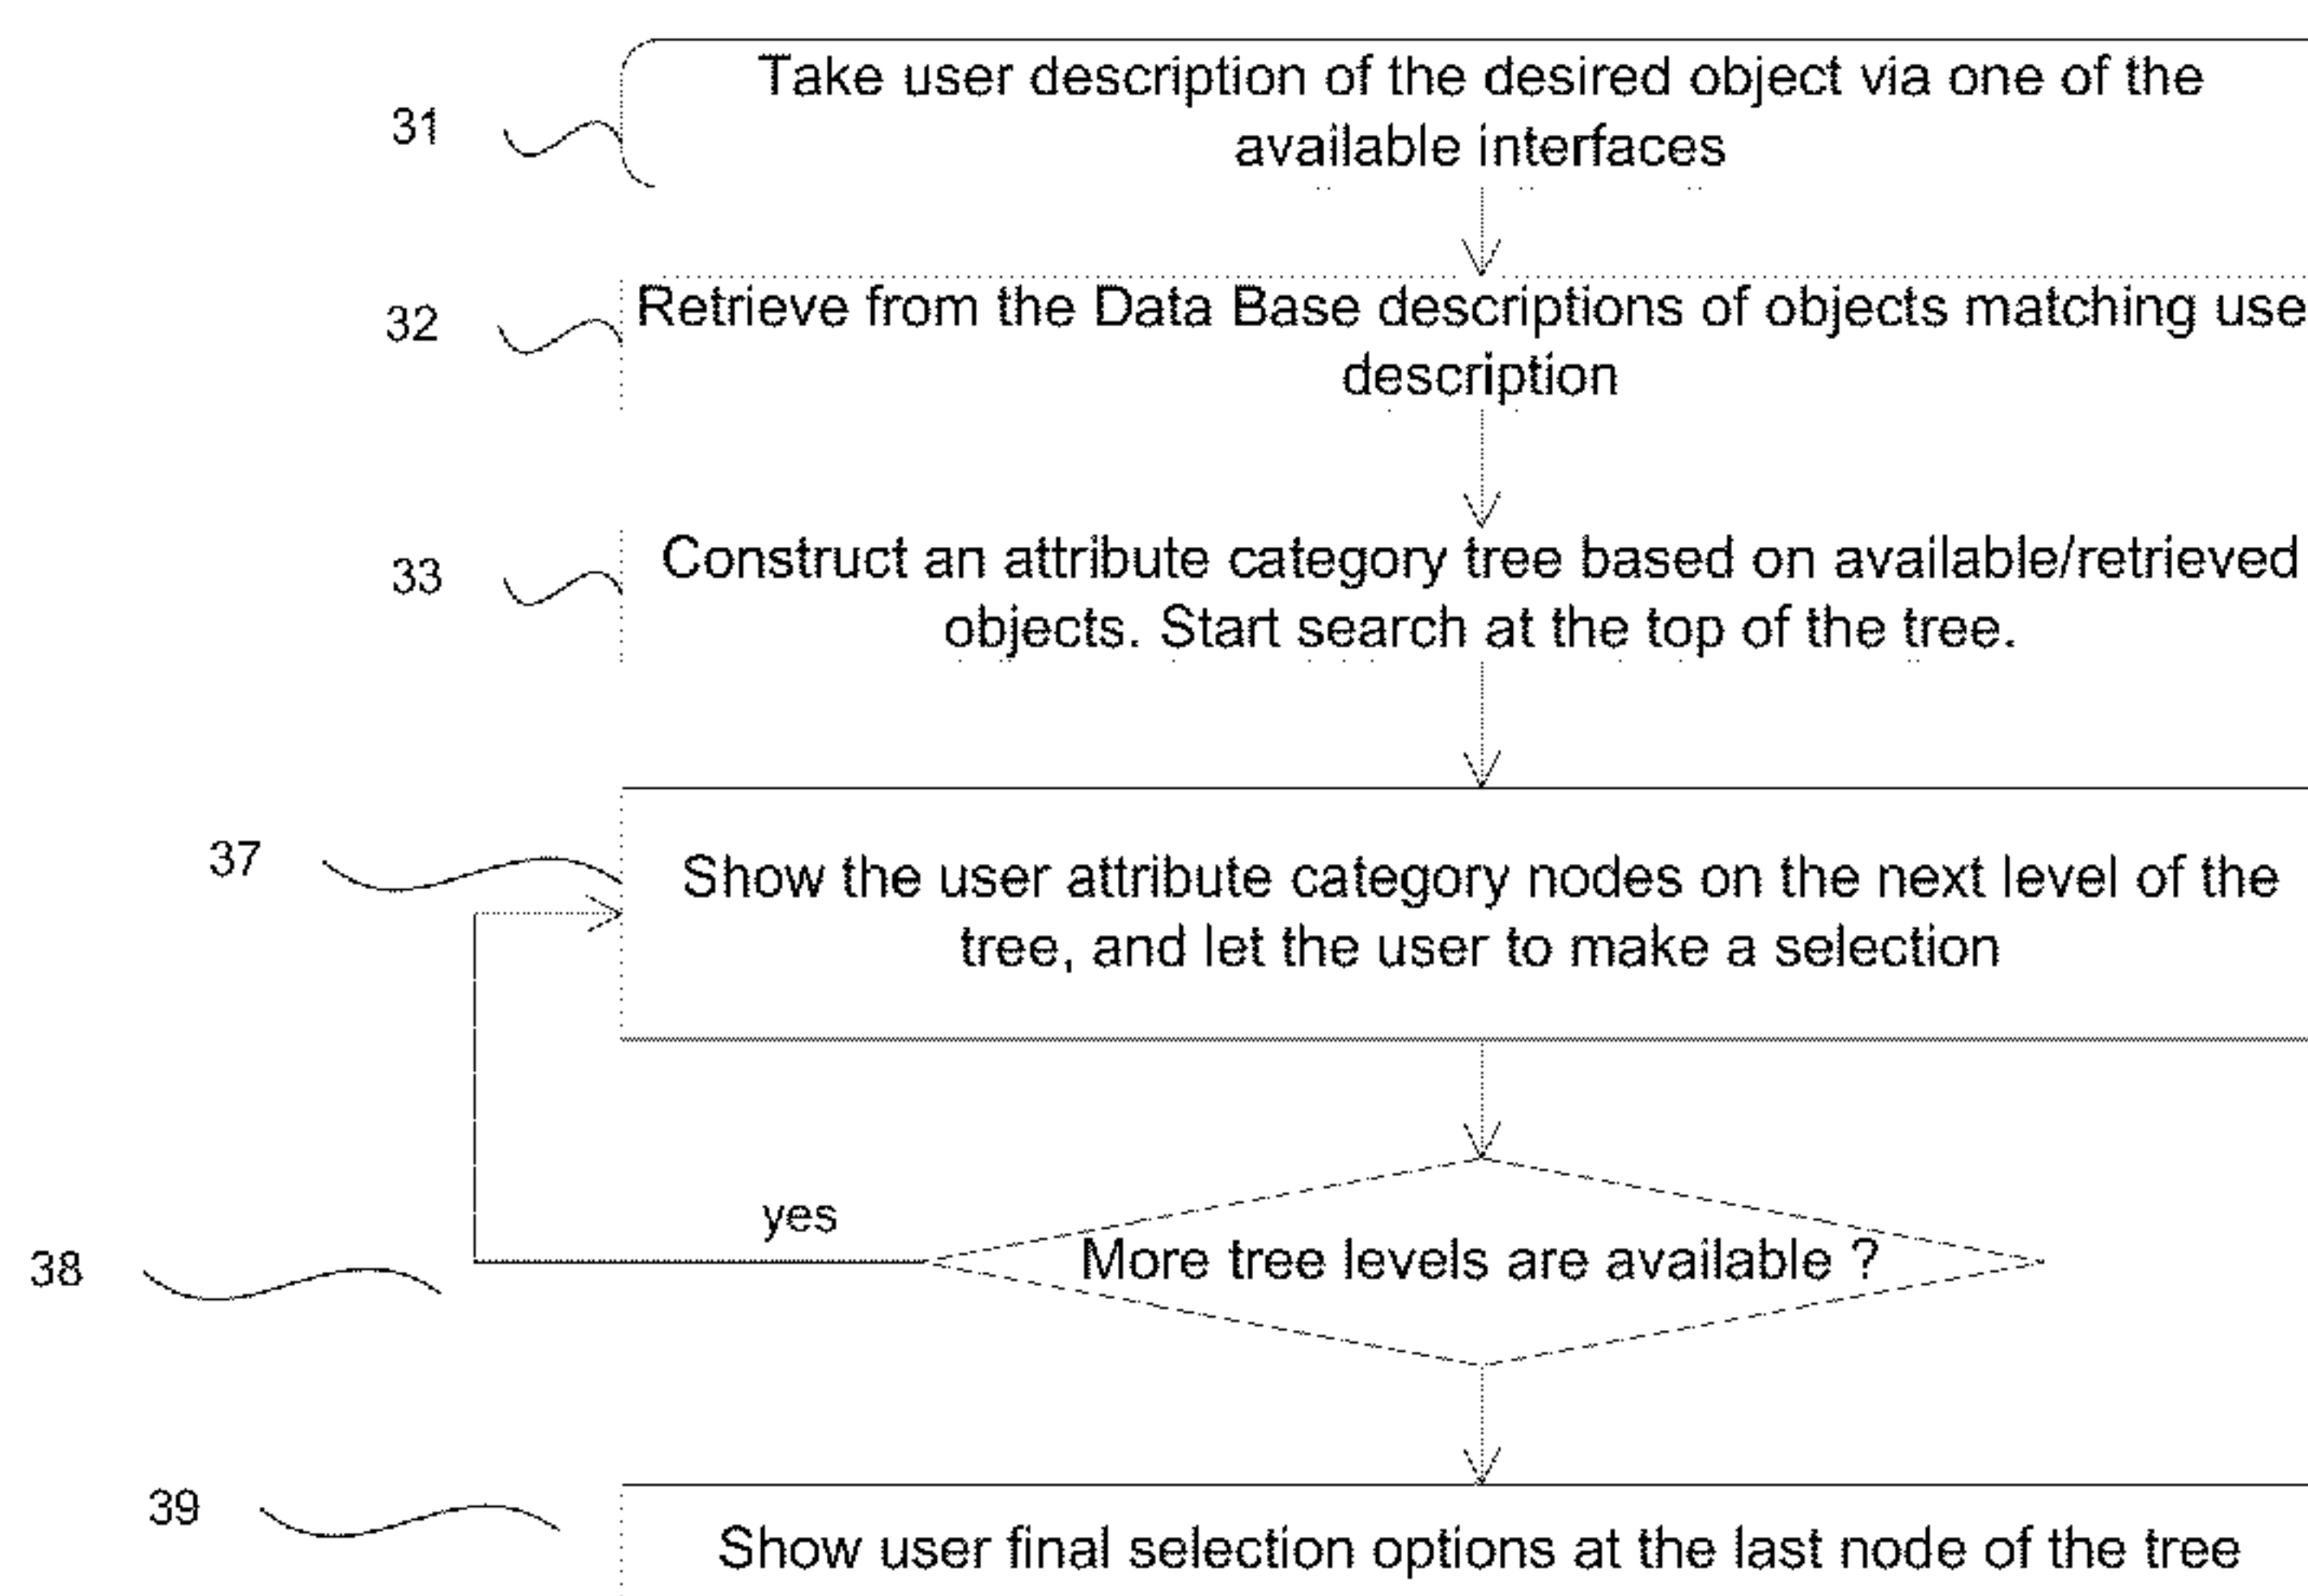 31
Take user description of the desired object via one of the
available interfaces
32
Retrieve from the Data Base descriptions of objects matching use
description
33
Construct an attribute category tree based on available/retrieved
objects. Start search at the top of the tree.
37
Show the user attribute category nodes on the next level of the
tree, and let the user to make a selection
yes
38
More tree levels are available ?
39
Show user final selection options at the last node of the tree